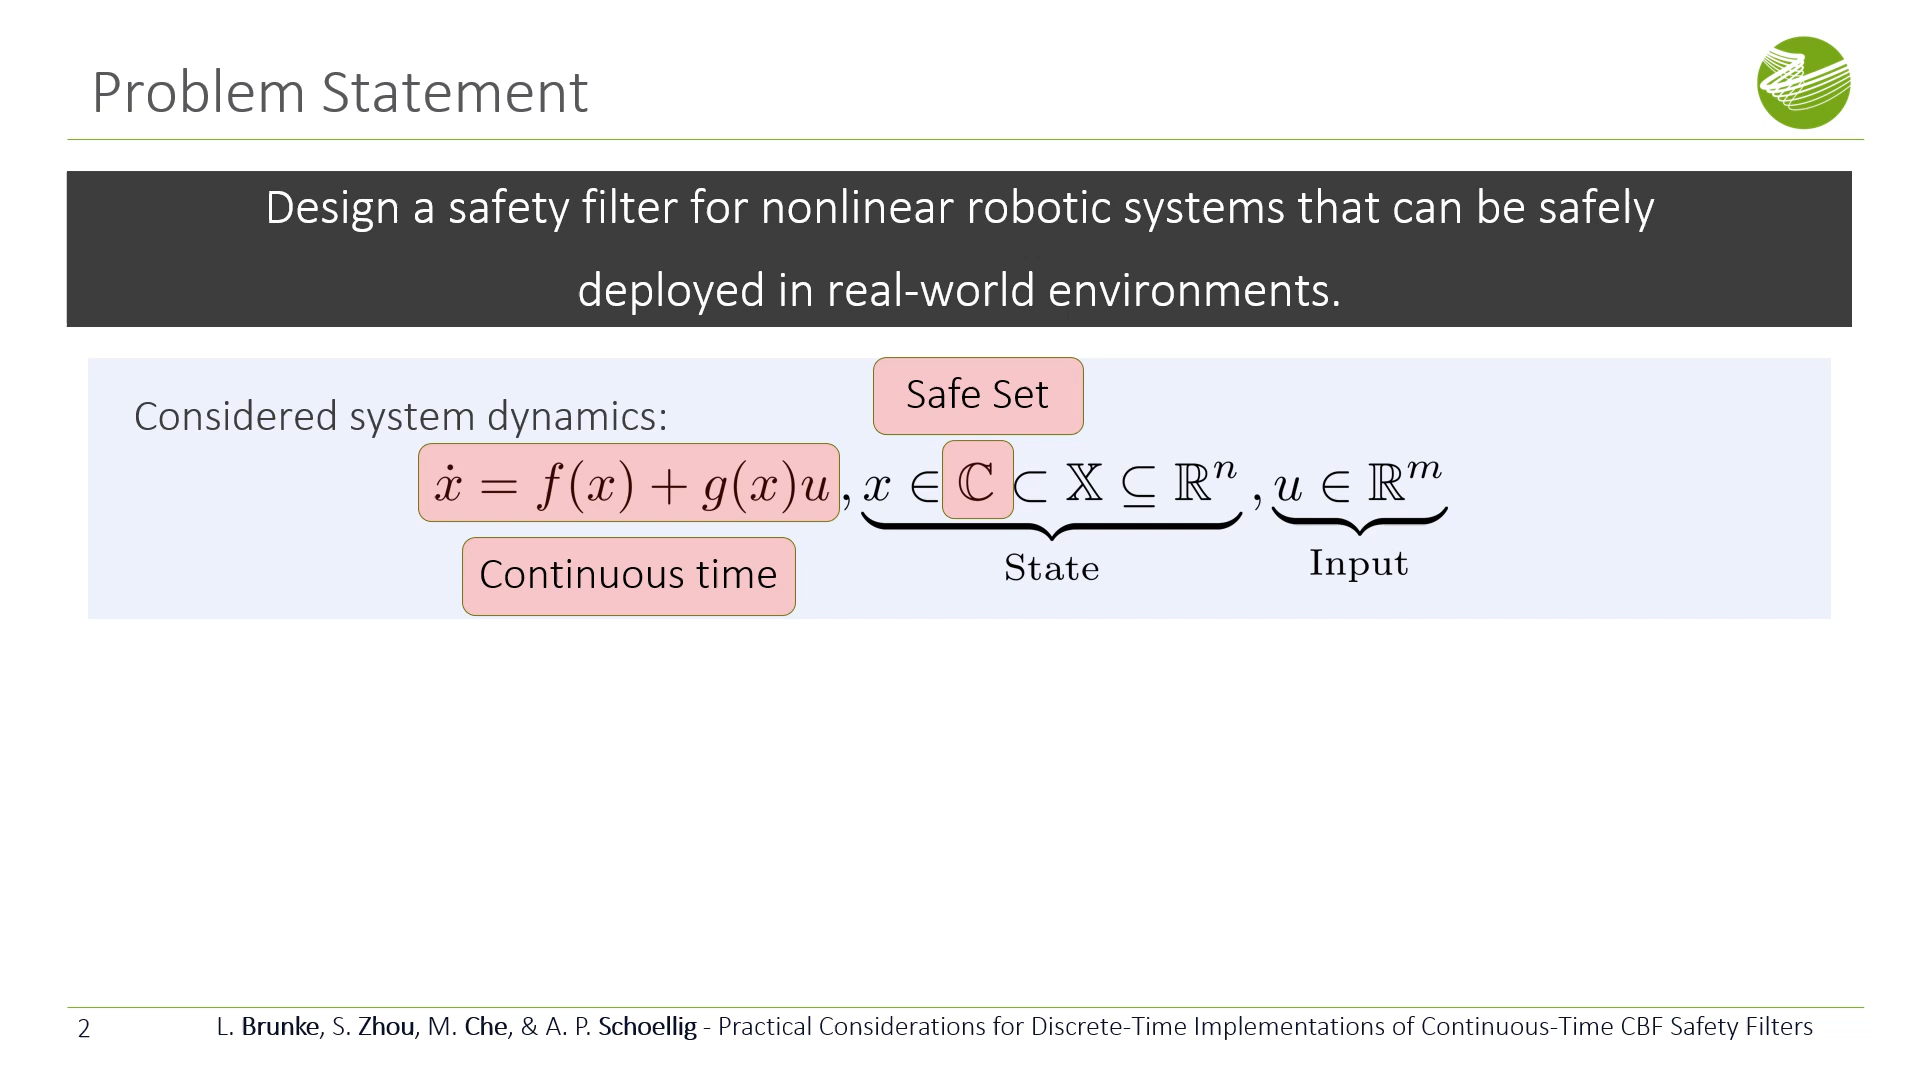 Problem Statement
Design a safety filter for nonlinear robotic systems that can be safely
deployed in real-world environments.
Safe Set
Considered system dynamics:
ẋ = f(x) + g(x)u , x ∈ ℂ ⊂ 𝕏 ⊆ ℝⁿ , u ∈ ℝᵐ
Continuous time
State
Input
2
L. Brunke, S. Zhou, M. Che, & A. P. Schoellig - Practical Considerations for Discrete-Time Implementations of Continuous-Time CBF Safety Filters